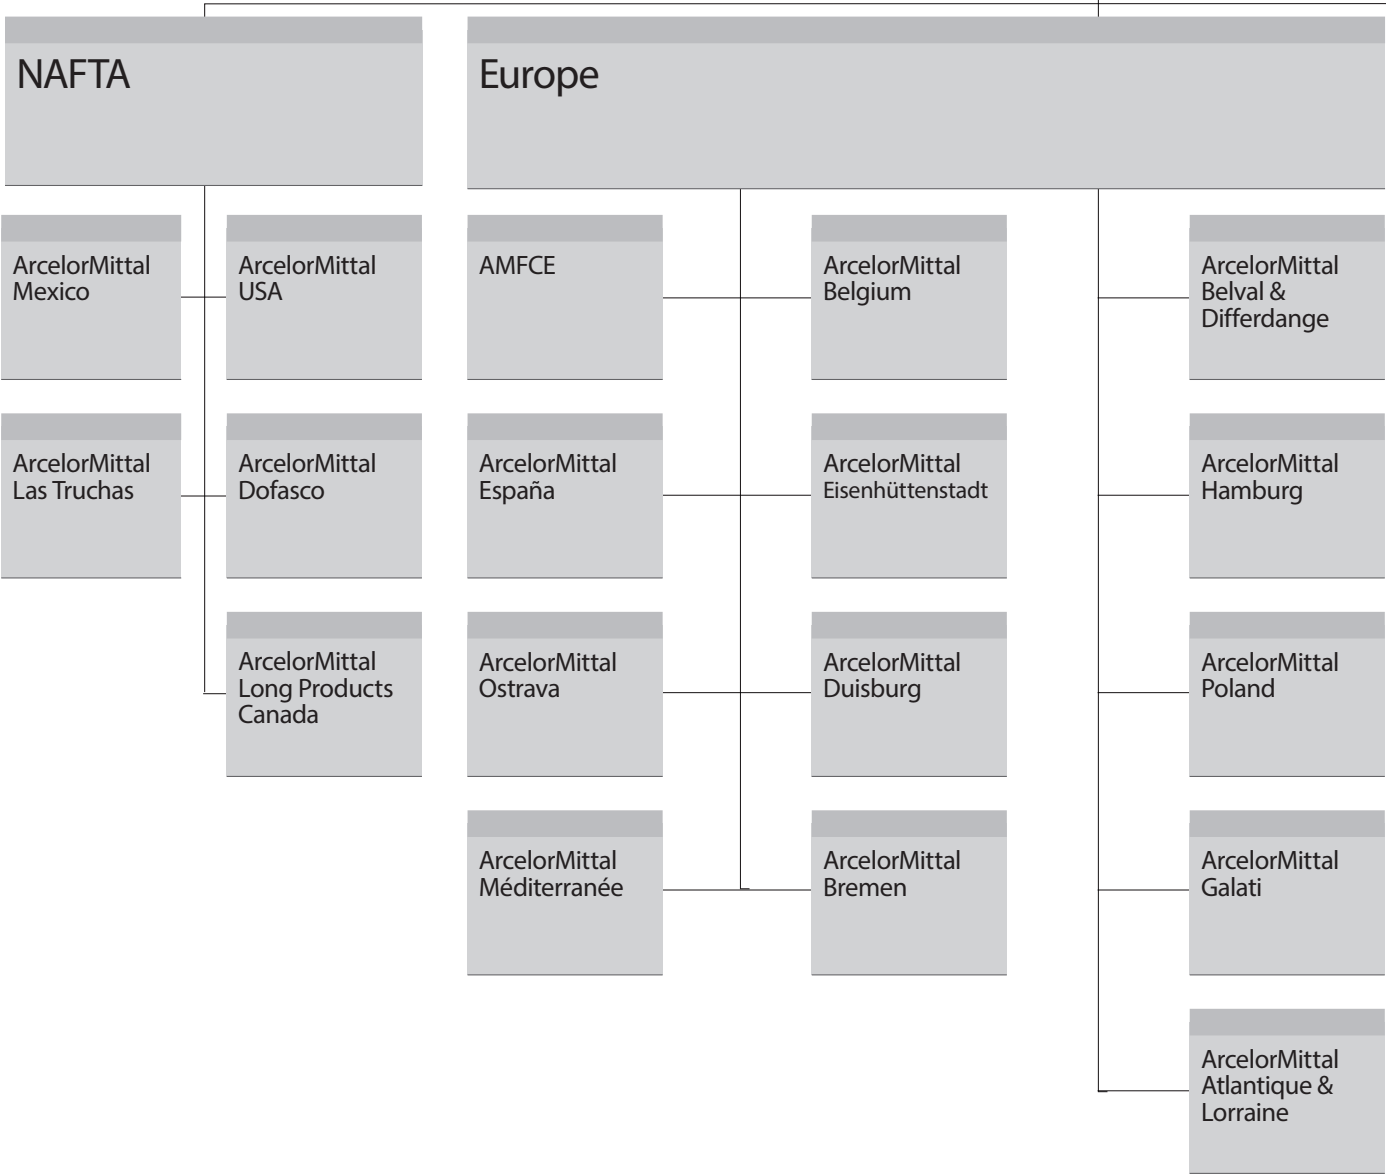 NAFTA
Europe
ArcelorMittal
Mexico
ArcelorMittal
USA
AMFCE
ArcelorMittal
Belgium
ArcelorMittal
Belval &
Differdange
ArcelorMittal
Las Truchas
ArcelorMittal
Dofasco
ArcelorMittal
España
ArcelorMittal
Eisenhüttenstadt
ArcelorMittal
Hamburg
ArcelorMittal
Long Products
Canada
ArcelorMittal
Ostrava
ArcelorMittal
Duisburg
ArcelorMittal
Poland
ArcelorMittal
Méditerranée
ArcelorMittal
Bremen
ArcelorMittal
Galati
ArcelorMittal
Atlantique &
Lorraine